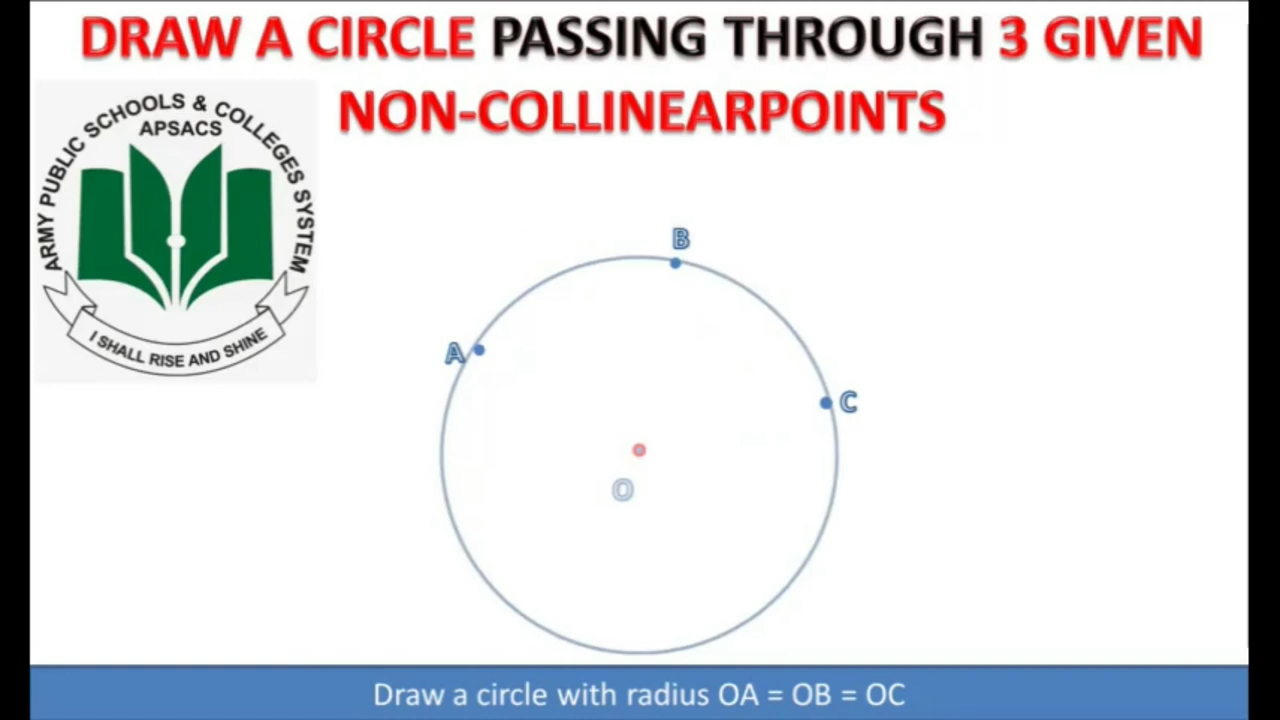 DRAW A CIRCLE PASSING THROUGH 3 GIVEN
NON-COLLINEARPOINTS
ARMY PUBLIC SCHOOLS & COLLEGES SYSTEM
APSACS
I SHALL RISE AND SHINE
B
A
C
O
Draw a circle with radius OA = OB = OC